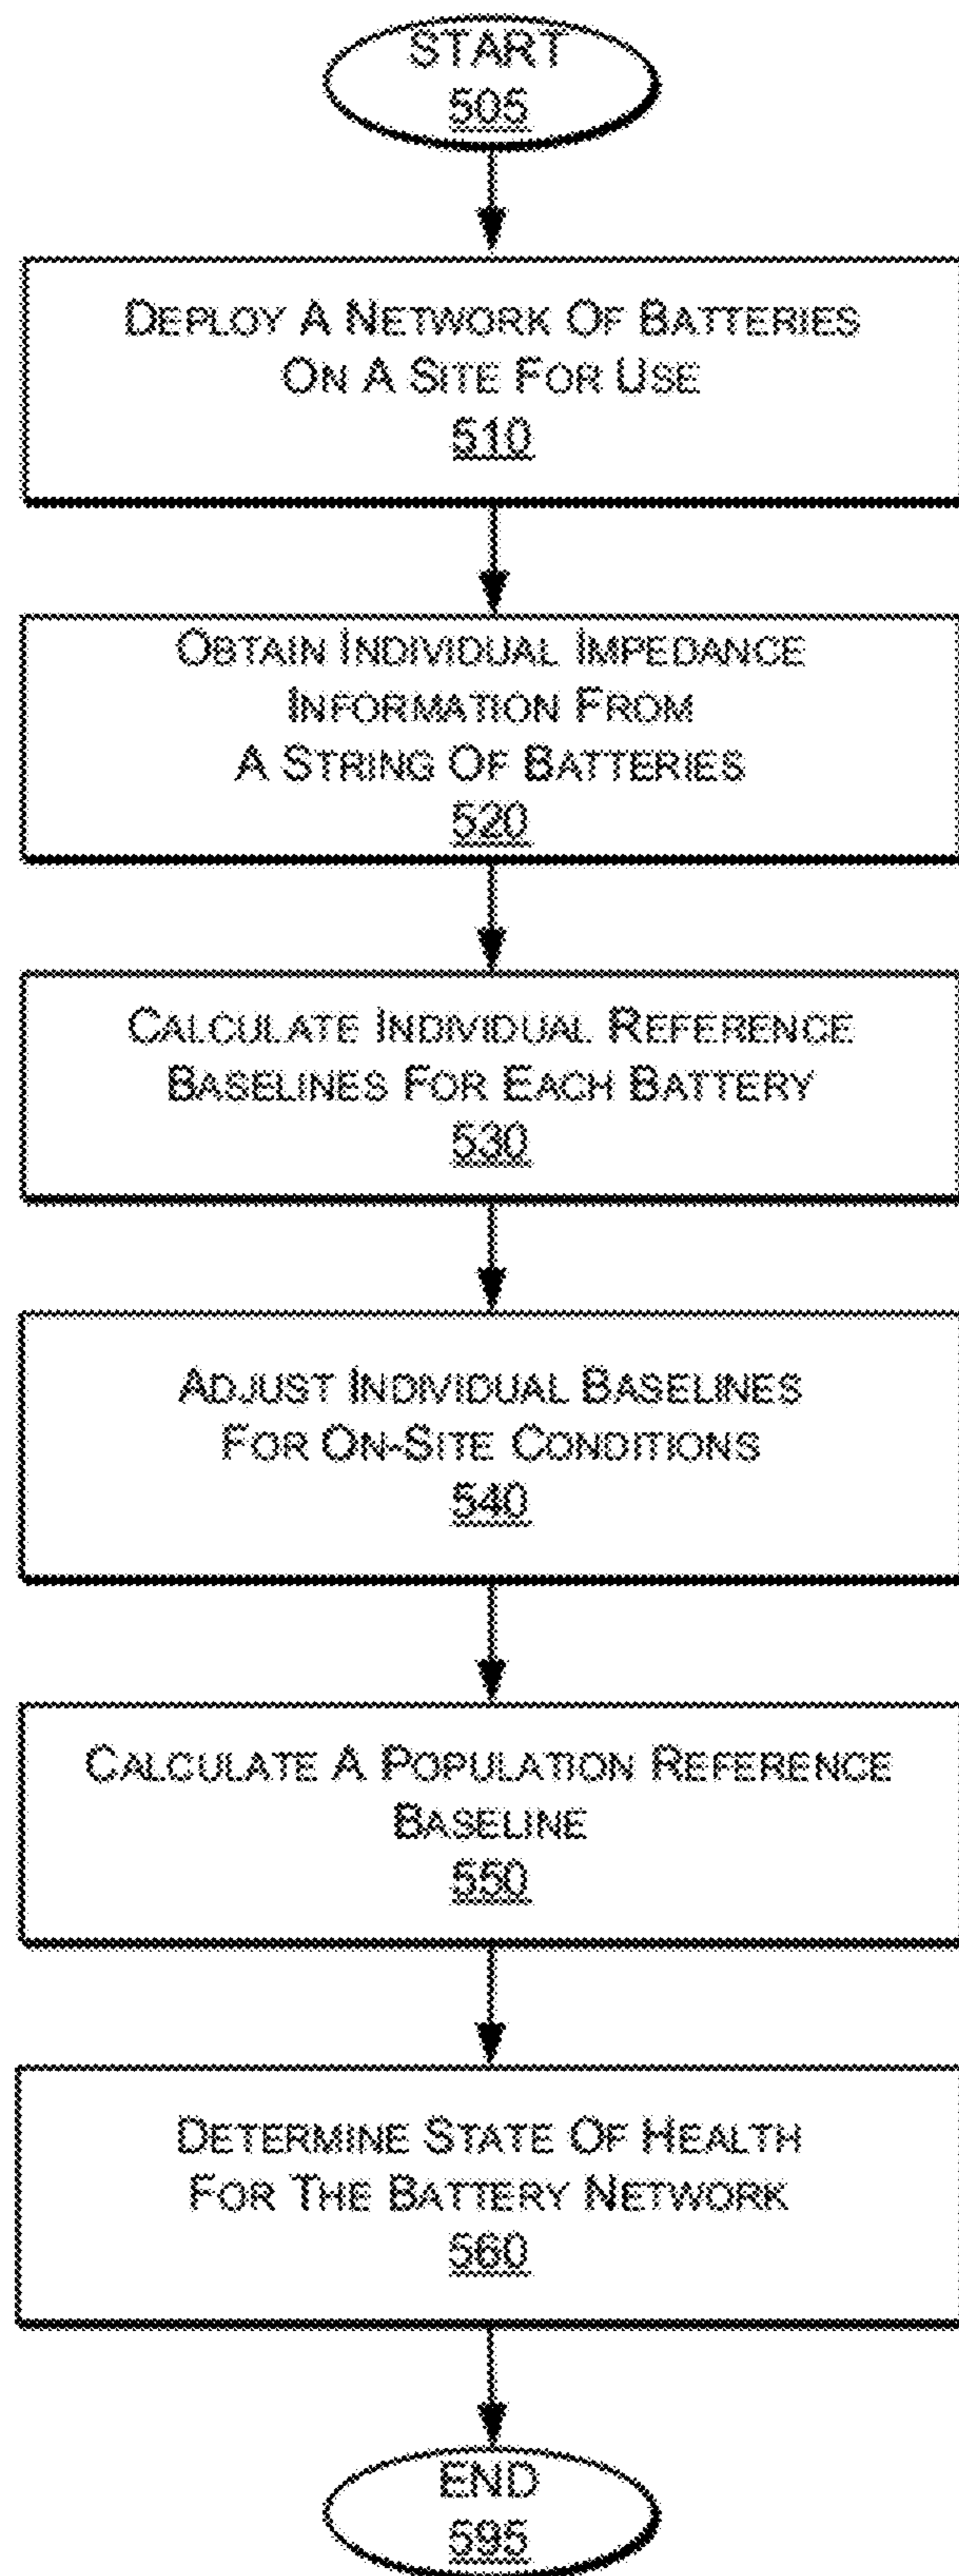 START
505
DEPLOY A NETWORK OF BATTERIES
ON A SITE FOR USE
510
OBTAIN INDIVIDUAL IMPEDANCE
INFORMATION FROM
A STRING OF BATTERIES
520
CALCULATE INDIVIDUAL REFERENCE
BASELINES FOR EACH BATTERY
530
ADJUST INDIVIDUAL BASELINES
FOR ON-SITE CONDITIONS
540
CALCULATE A POPULATION REFERENCE
BASELINE
550
DETERMINE STATE OF HEALTH
FOR THE BATTERY NETWORK
560
END
595